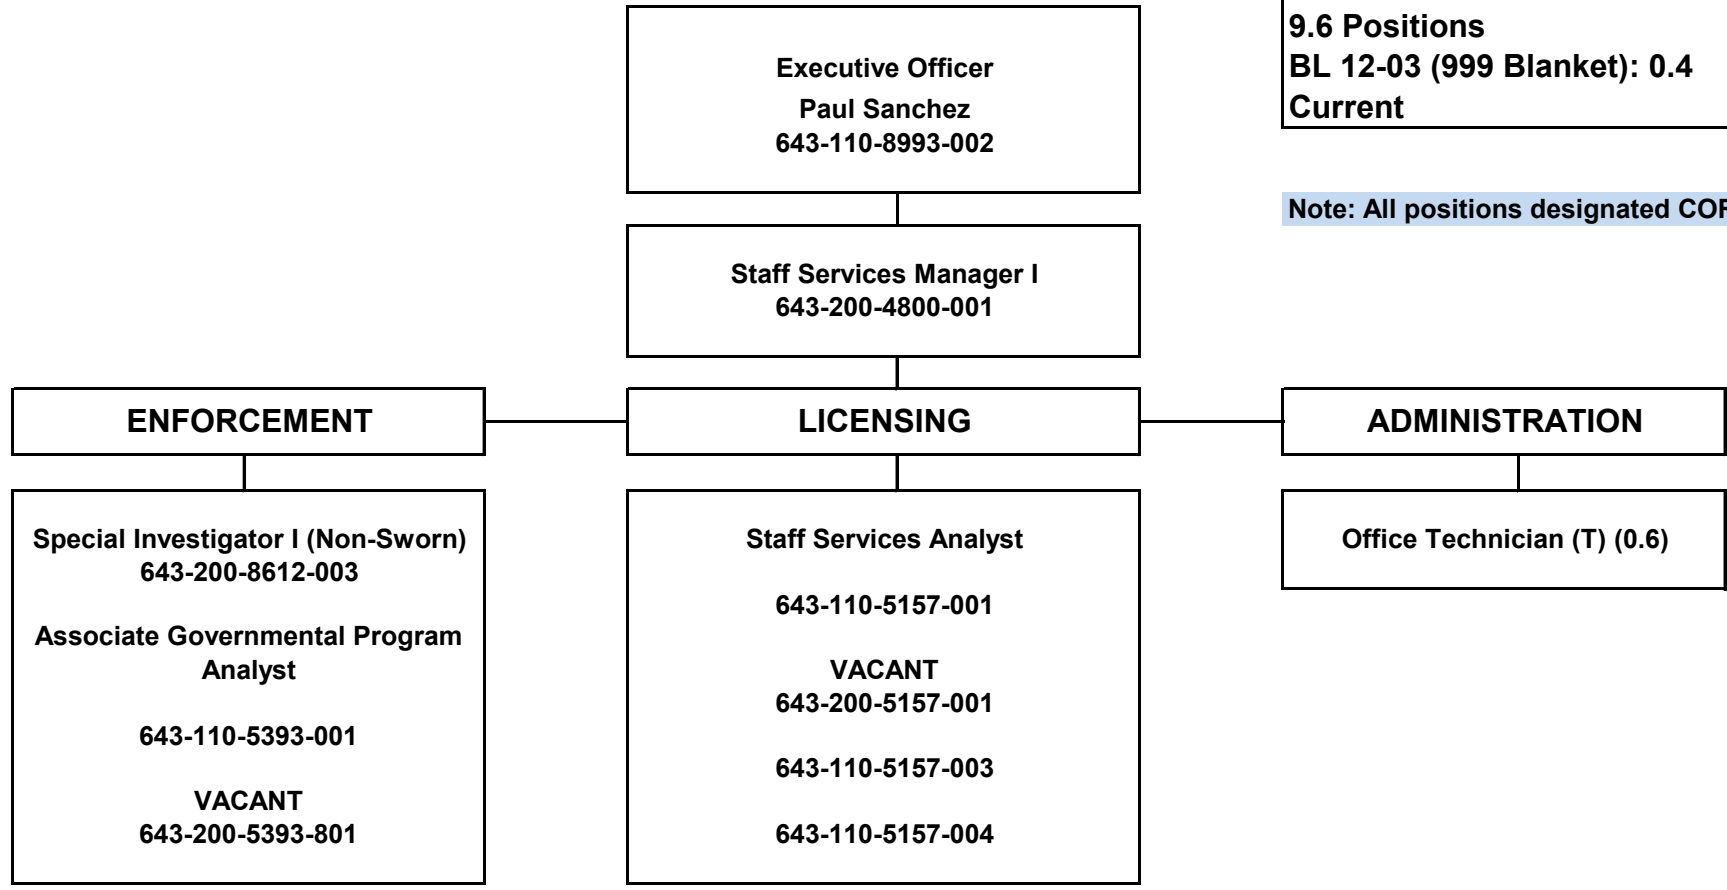 9.6 Positions
BL 12-03 (999 Blanket): 0.4
Current
Note: All positions designated
Executive Officer
Paul Sanchez
643-110-8993-002
Staff Services Manager I
643-200-4800-001
ENFORCEMENT
LICENSING
ADMINISTRATION
Special Investigator I (Non-Sworn)
643-200-8612-003
Associate Governmental Program
Analyst
643-110-5393-001
VACANT
643-200-5393-801
Staff Services Analyst
643-110-5157-001
VACANT
643-200-5157-001
643-110-5157-003
643-110-5157-004
Office Technician (T) (0.6)